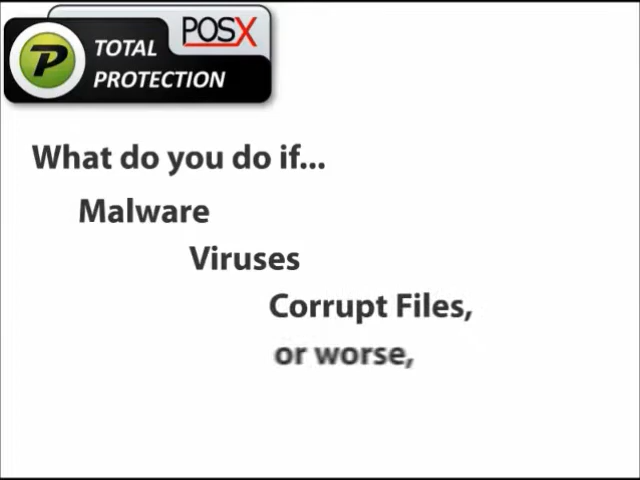 P
TOTAL
PROTECTION
POSX
What do you do if...
Malware
Viruses
Corrupt Files,
or worse,